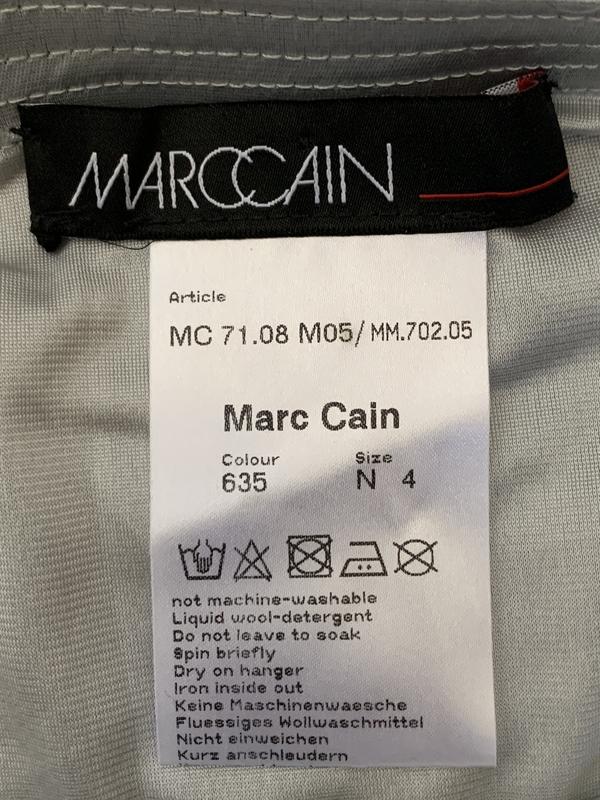 MARCCAIN
Article
MC 71.08 M05/ MM.702.05
Marc Cain
Colour Size
635 N 4
not machine-washable
Liquid wool-detergent
Do not leave to soak
Spin briefly
Dry on hanger
Iron inside out
Keine Maschinenwaesche
Fluessiges Wollwaschmittel
Nicht einweichen
Kurz anschleudern